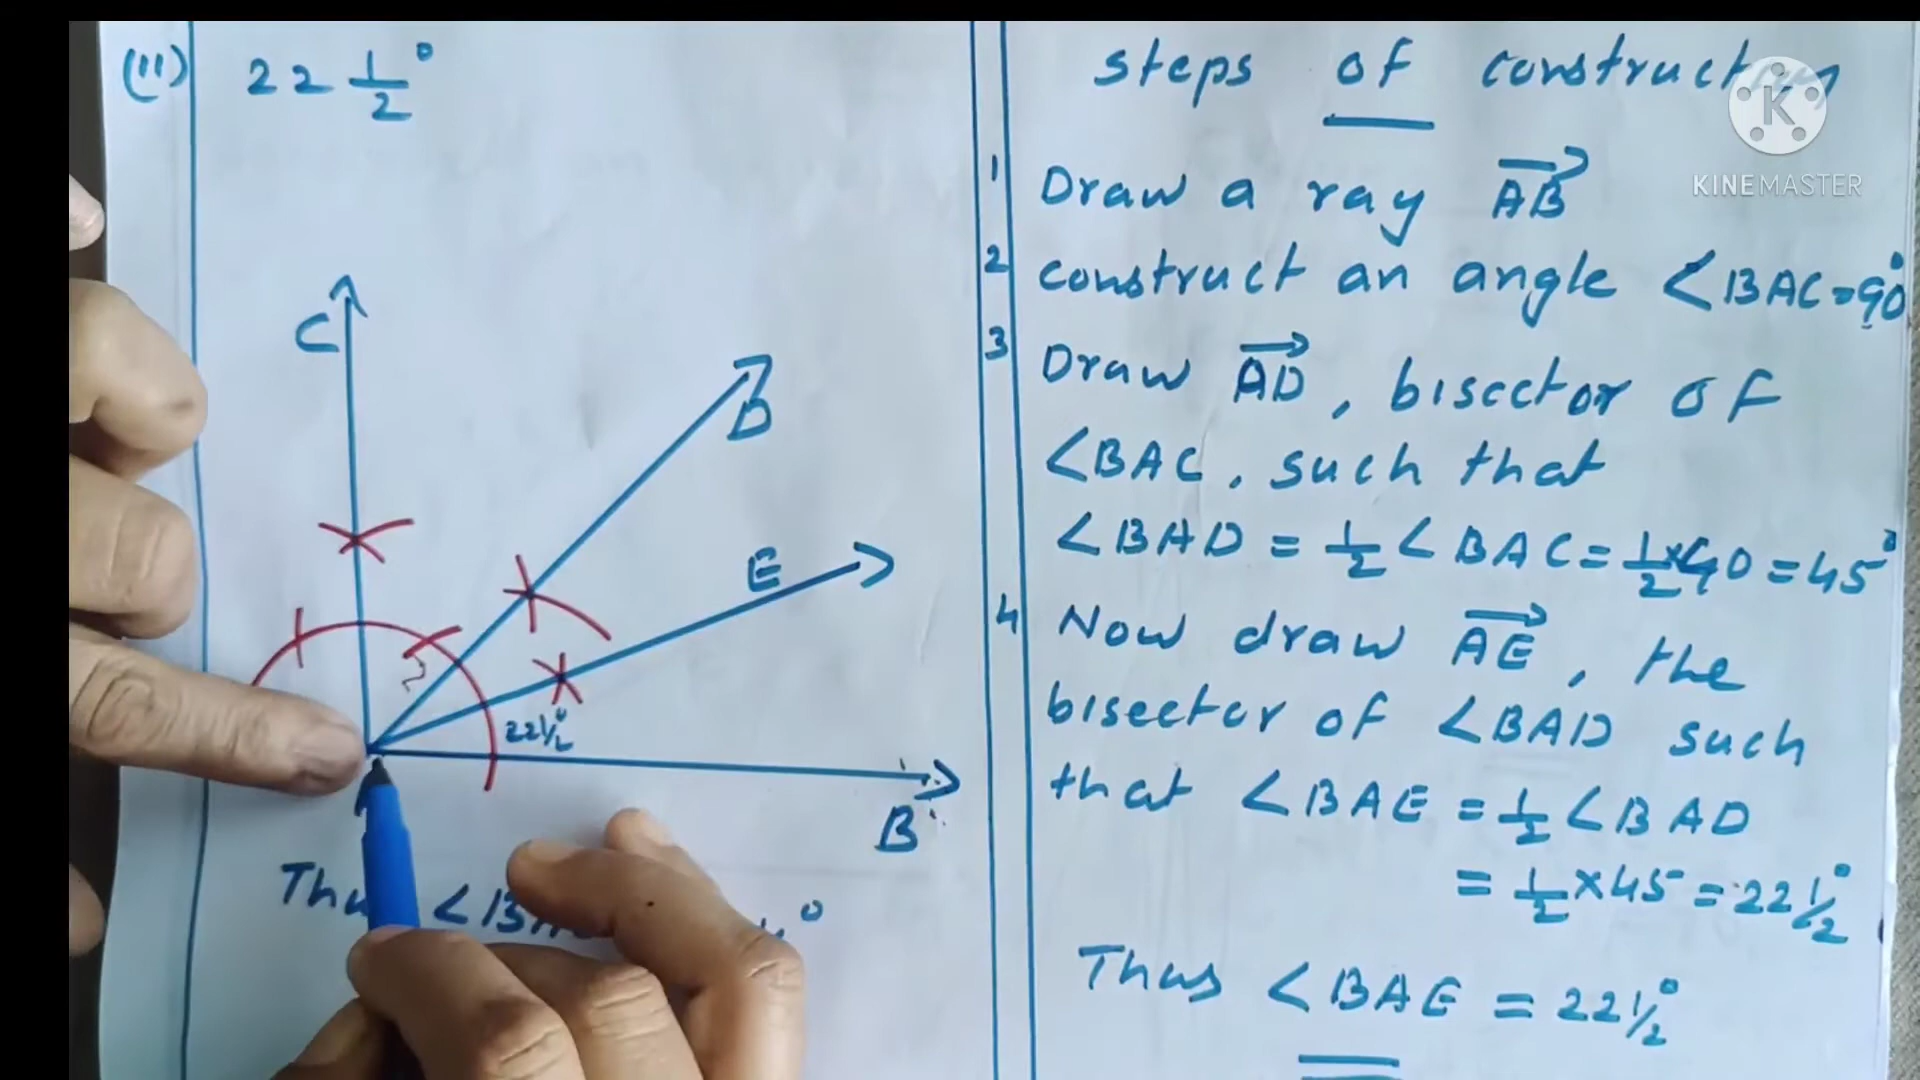 (11) 22 1/2°
C
D
E
22 1/2°
B
∠B
°
steps of construction
KINEMASTER
1 Draw a ray AB
2 construct an angle ∠BAC=90°
3 Draw AD, bisector of
∠BAC, such that
∠BAD = 1/2 ∠BAC = 1/2×90 = 45°
4 Now draw AE, the
bisector of ∠BAD such
that ∠BAE = 1/2 ∠BAD
= 1/2 × 45 = 22 1/2°
Thus ∠BAE = 22 1/2°